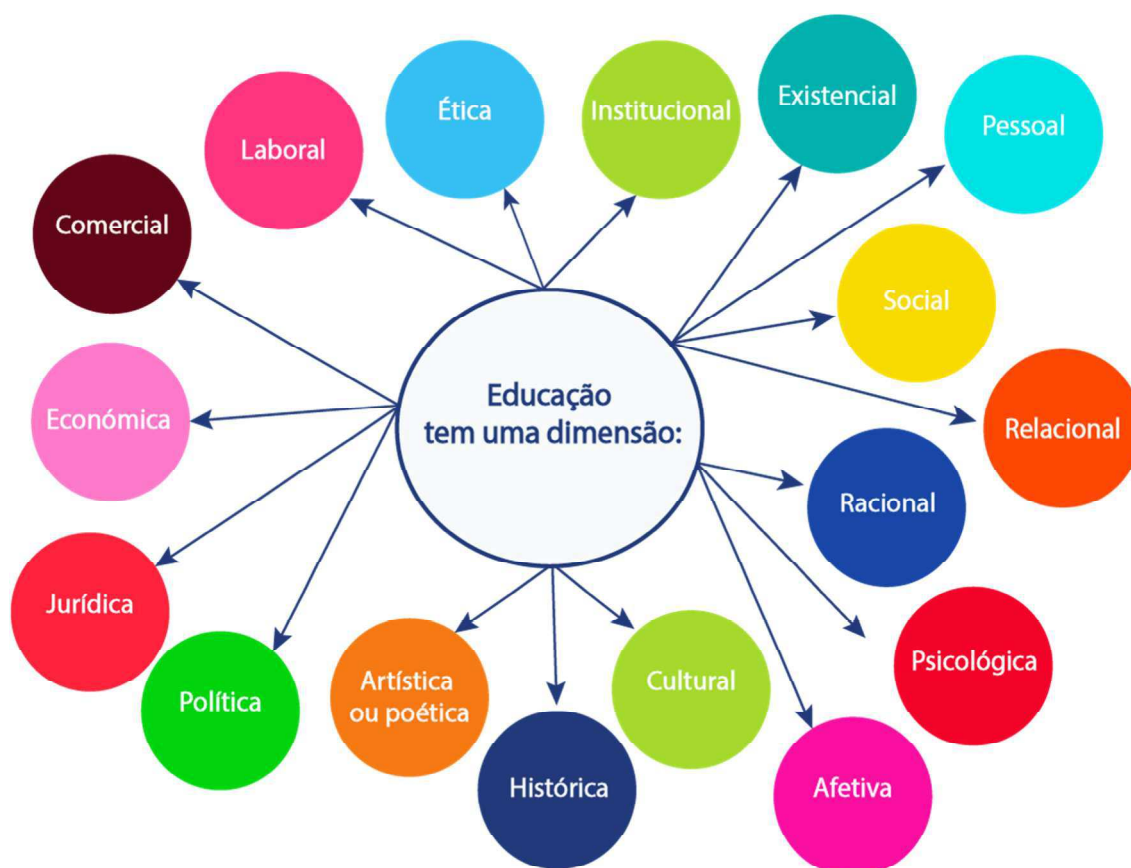 Educação
tem uma dimensão:
Comercial
Laboral
Ética
Institucional
Existencial
Pessoal
Social
Relacional
Racional
Psicológica
Afetiva
Cultural
Histórica
Artística
ou poética
Política
Jurídica
Económica